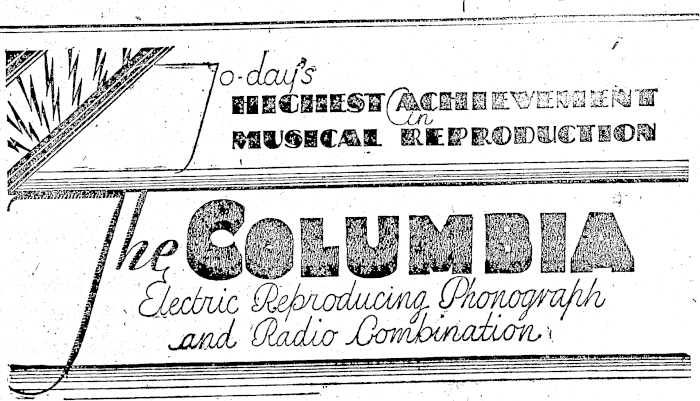 To-day's
HIGHEST ACHIEVEMENT
in
MUSICAL REPRODUCTION
The COLUMBIA
Electric Reproducing Phonograph
and Radio Combination